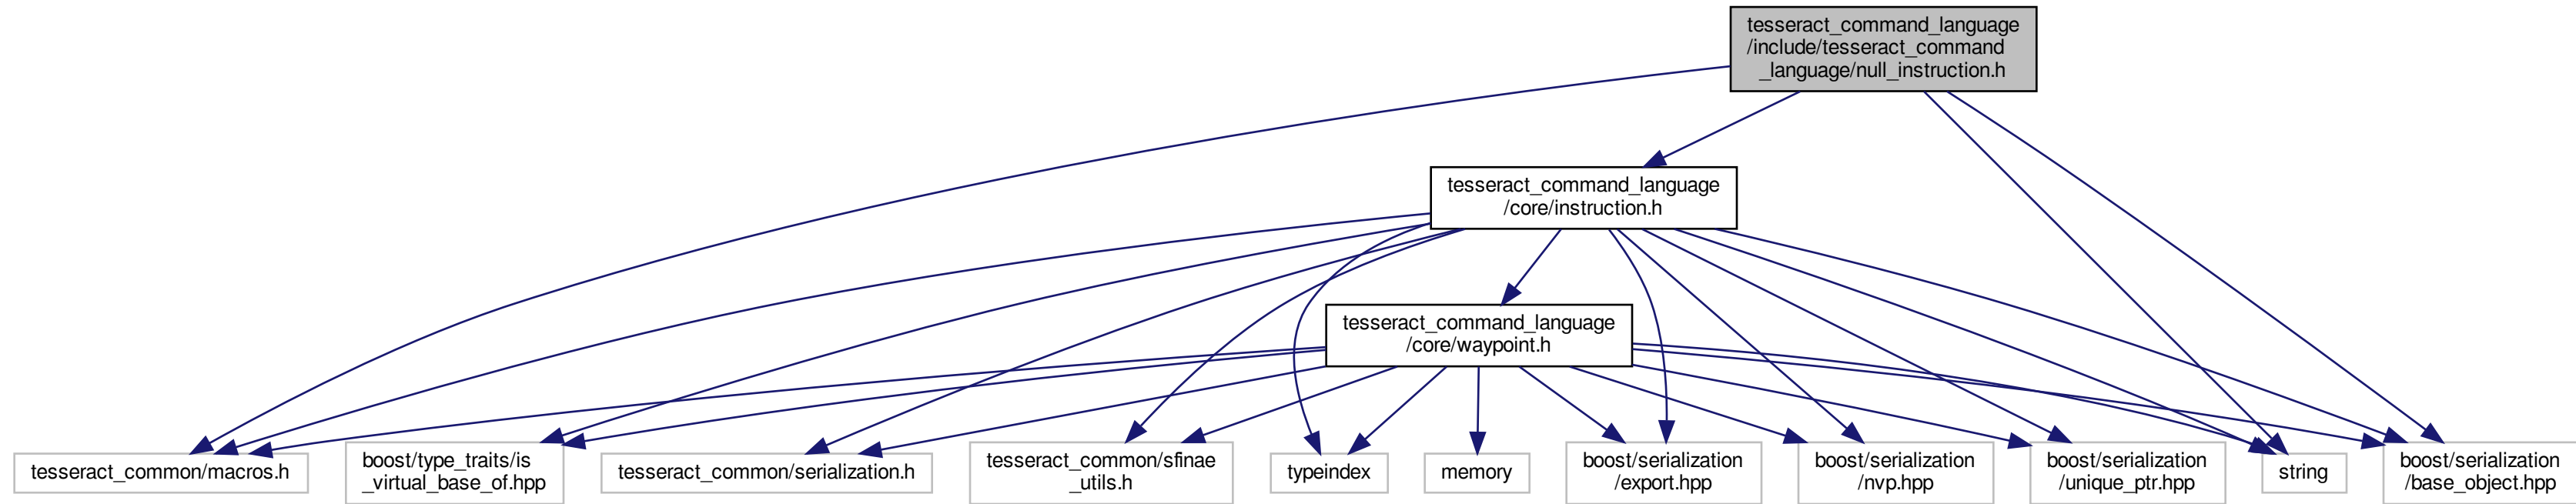 tesseract_command_language
/include/tesseract_command
_language/null_instruction.h
tesseract_command_language
/core/instruction.h
tesseract_command_language
/core/waypoint.h
tesseract_common/macros.h
boost/type_traits/is
_virtual_base_of.hpp
tesseract_common/serialization.h
tesseract_common/sfinae
_utils.h
typeindex
memory
boost/serialization
/export.hpp
boost/serialization
/nvp.hpp
boost/serialization
/unique_ptr.hpp
string
boost/serialization
/base_object.hpp